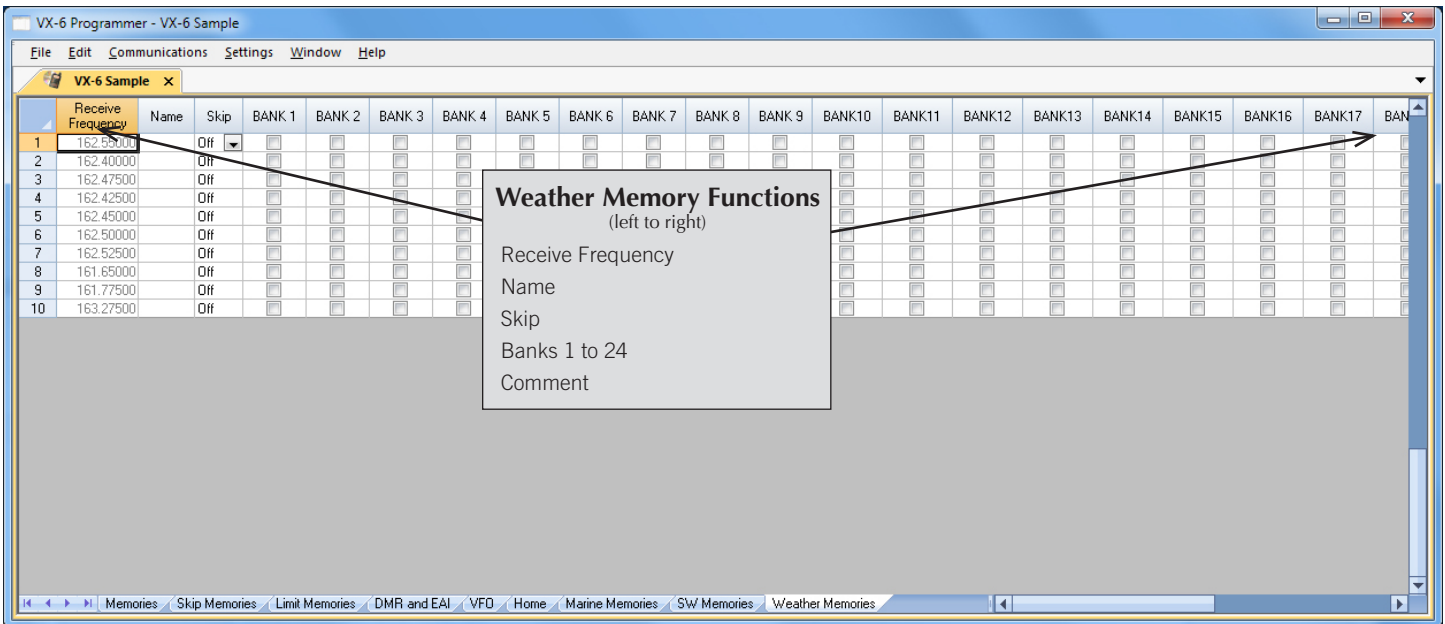 VX-6 Programmer - VX-6 Sample
File Edit Communications Settings Window Help
VX-6 Sample X
Receive Frequency Name Skip BANK 1 BANK 2 BANK 3 BANK 4 BANK 5 BANK 6 BANK 7 BANK 8 BANK 9 BANK10 BANK11 BANK12 BANK13 BANK14 BANK15 BANK16 BANK17 BAN
1 162.55000 Off
2 162.40000 Off
3 162.47500 Off
4 162.42500 Off
5 162.45000 Off
6 162.50000 Off
7 162.52500 Off
8 161.65000 Off
9 161.77500 Off
10 163.27500 Off
Weather Memory Functions
(left to right)
Receive Frequency
Name
Skip
Banks 1 to 24
Comment
Memories Skip Memories Limit Memories DMR and EAI VFO Home Marine Memories SW Memories Weather Memories